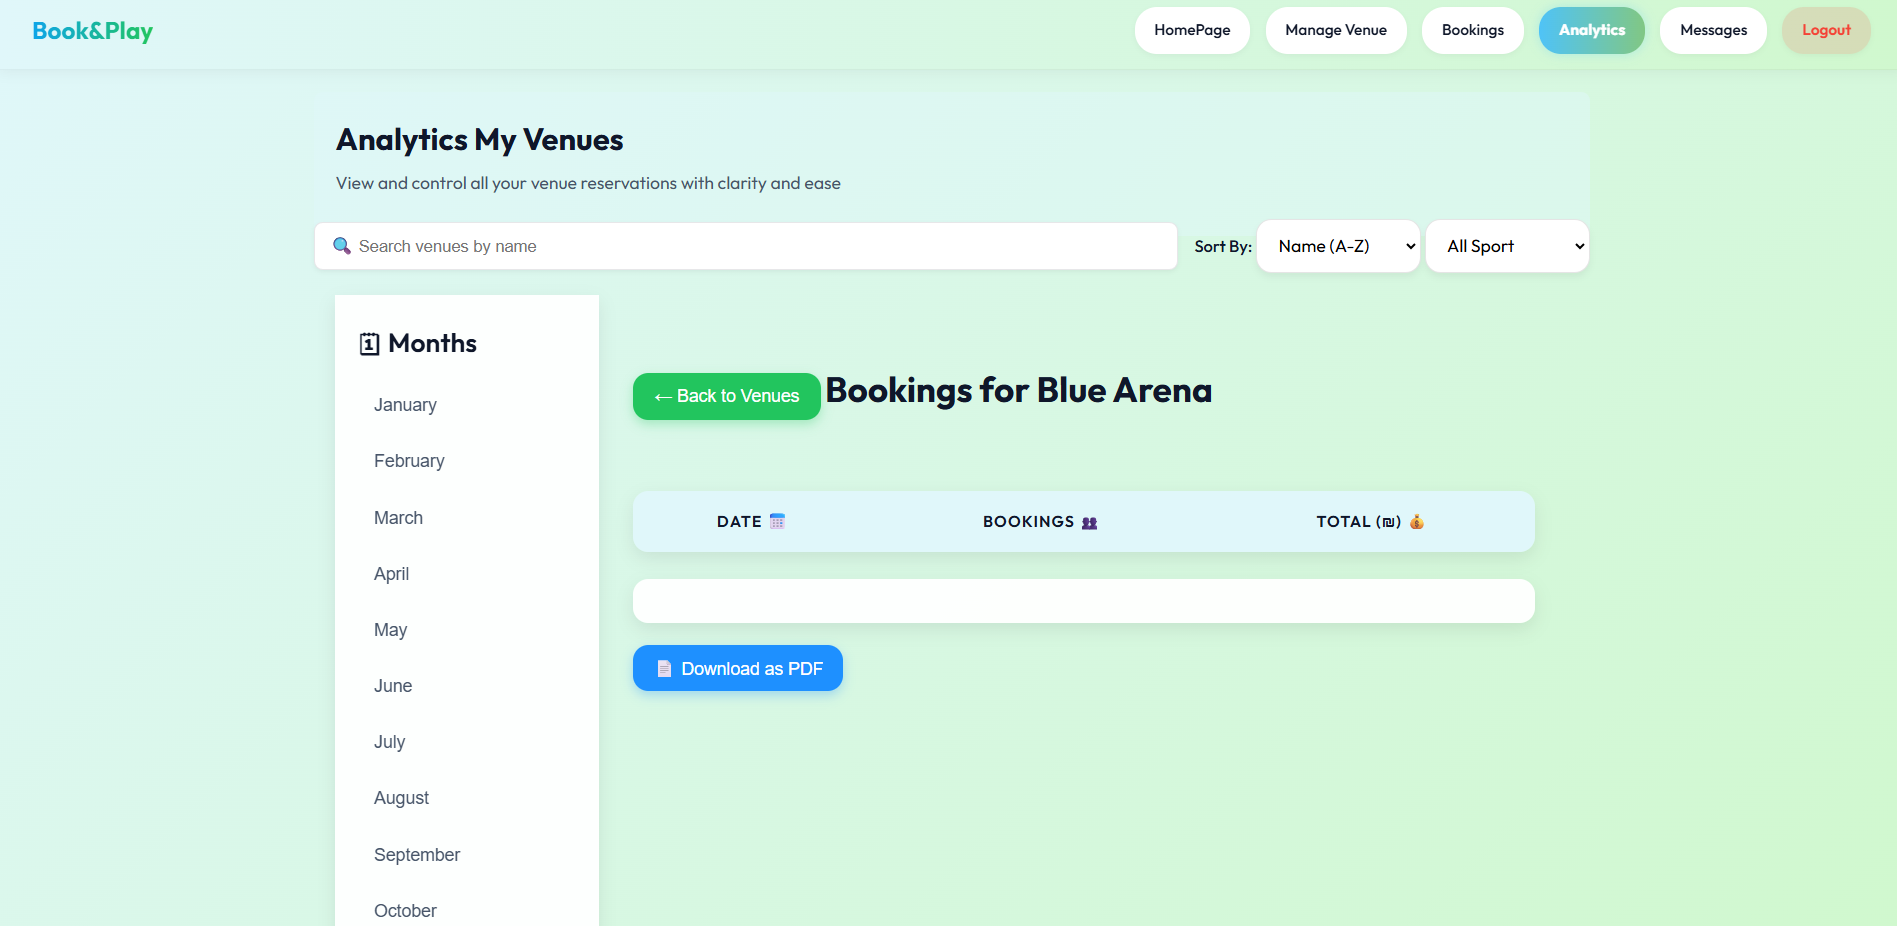 Book&Play
HomePage
Manage Venue
Bookings
Analytics
Messages
Logout
Analytics My Venues
View and control all your venue reservations with clarity and ease
🔍 Search venues by name
Sort By:
Name (A-Z)
All Sport
🗓 Months
January
February
March
April
May
June
July
August
September
October
← Back to Venues
Bookings for Blue Arena
DATE 📅 BOOKINGS 👥 TOTAL (₪) 💰
📄 Download as PDF